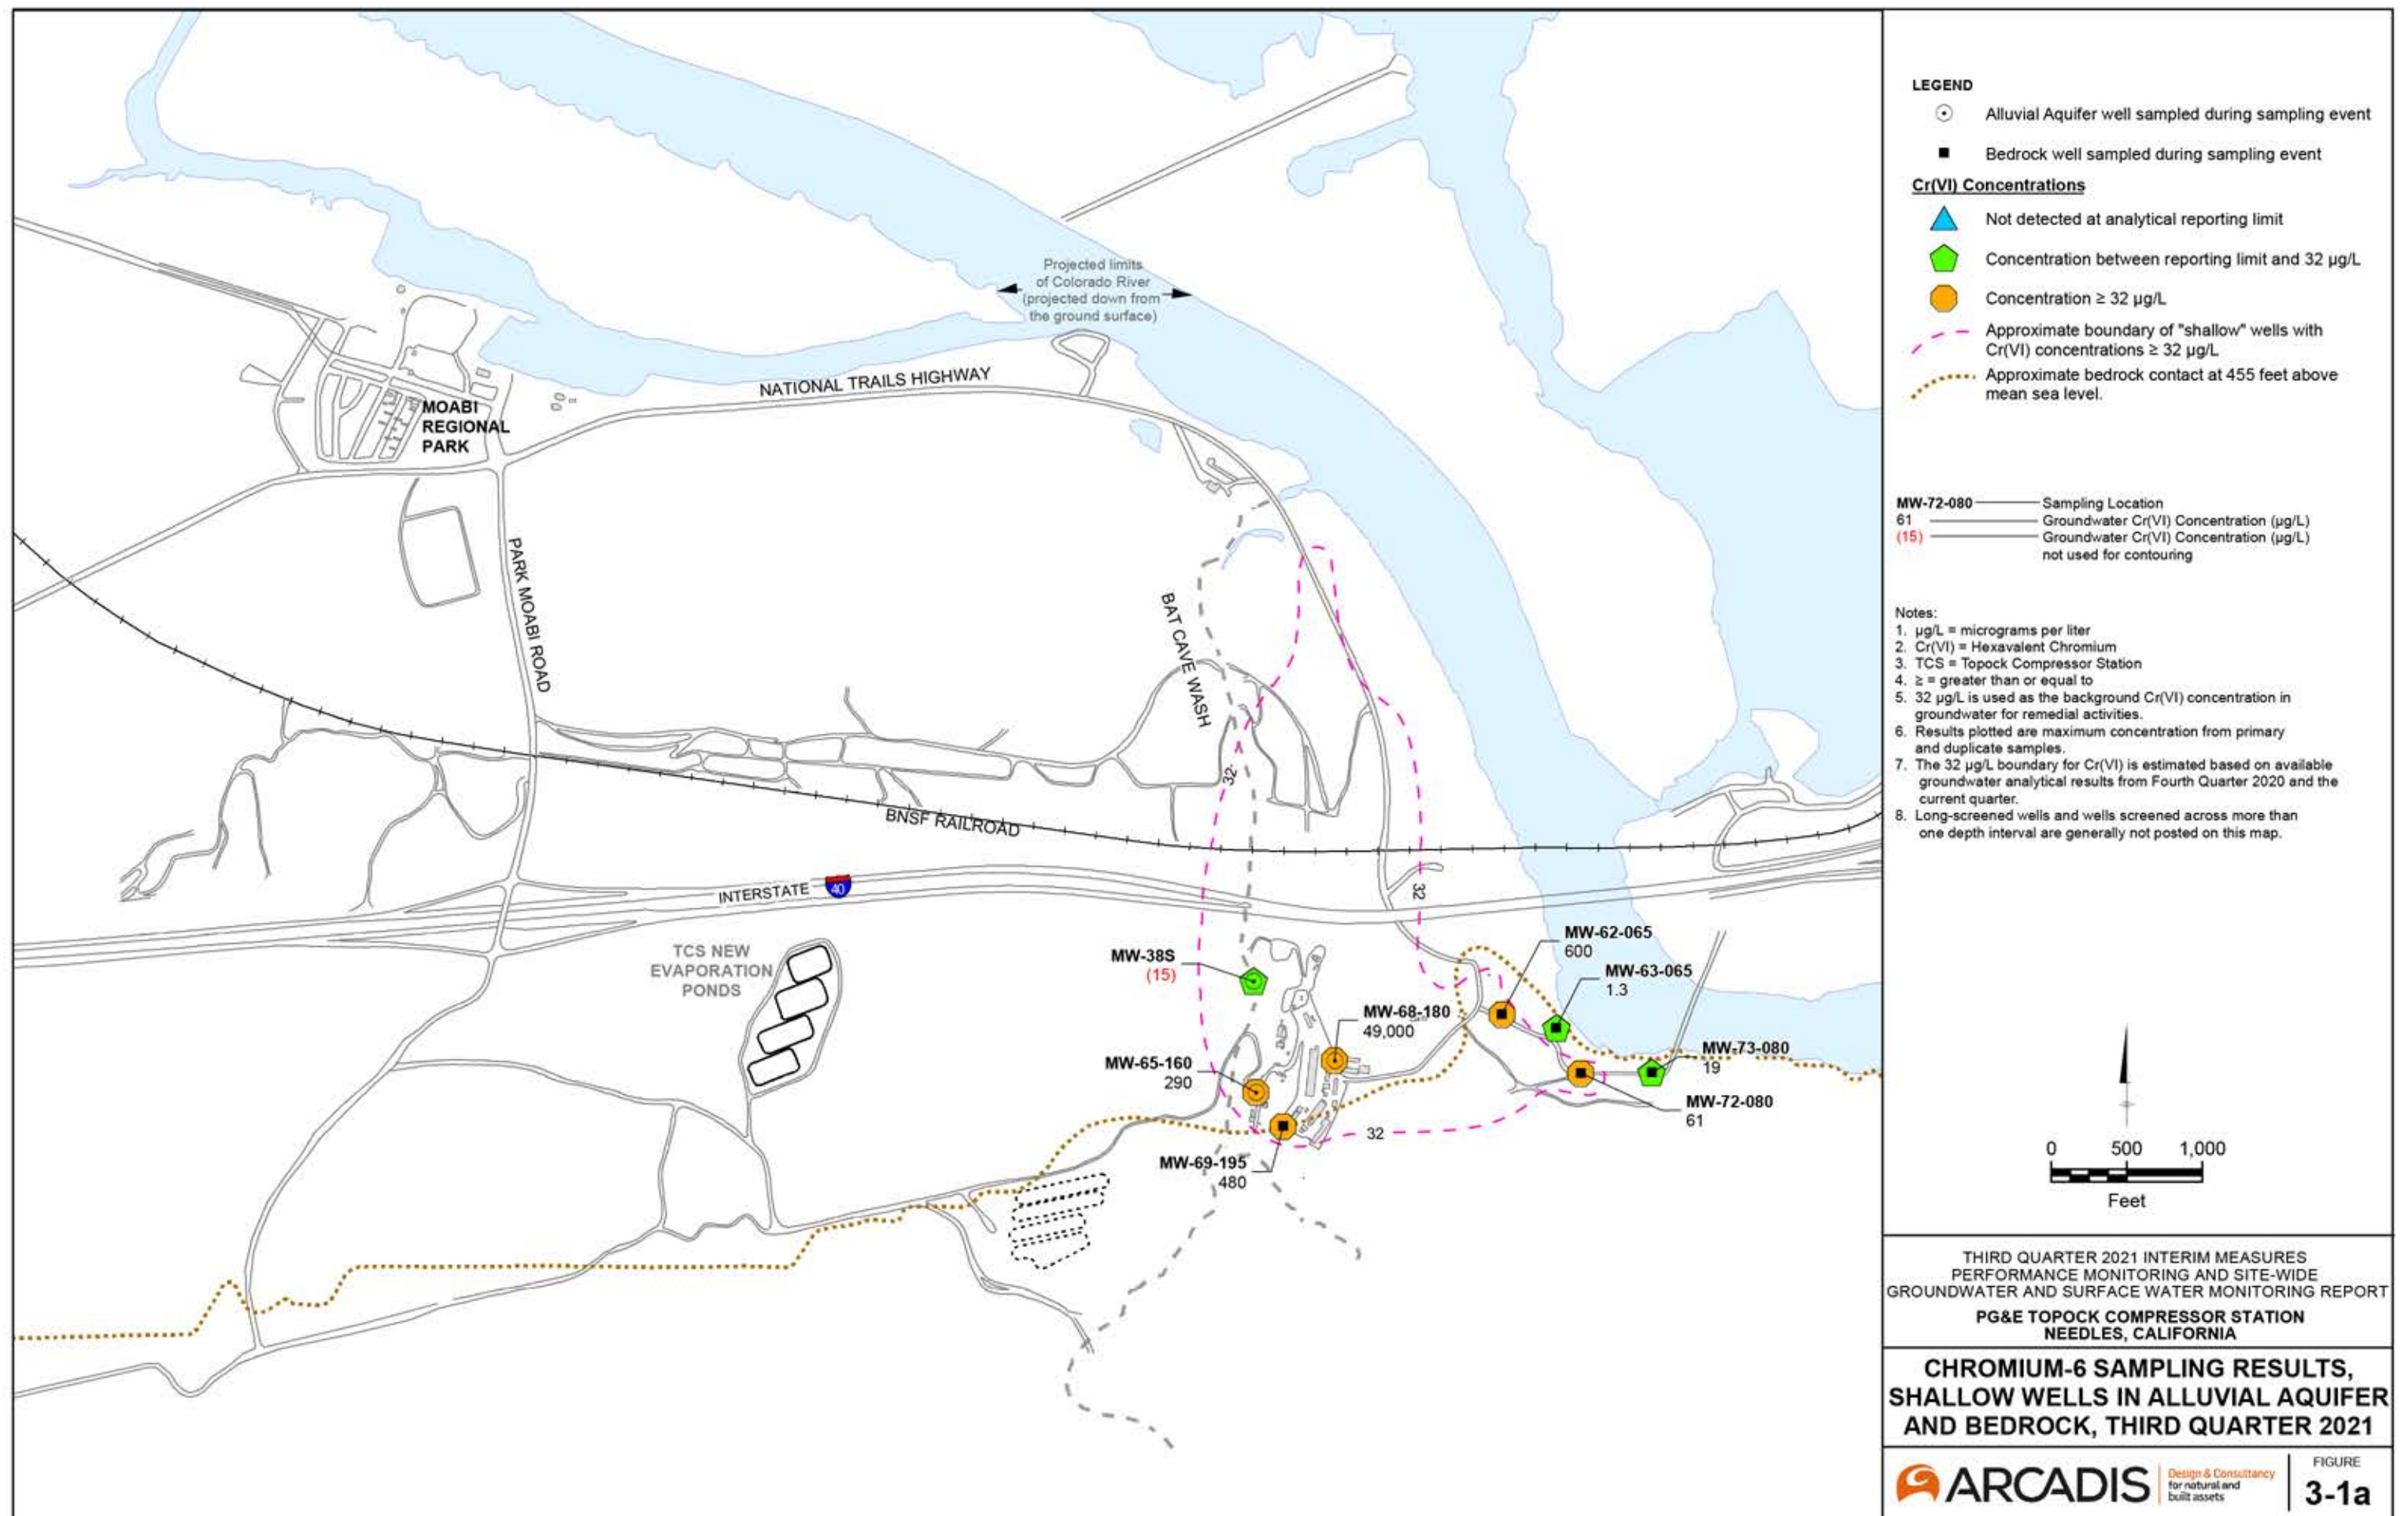 Projected limits
of Colorado River
(projected down from
the ground surface)
NATIONAL TRAILS HIGHWAY
MOABI
REGIONAL
PARK
PARK MOABI ROAD
BAT CAVE WASH
32
BNSF RAILROAD
INTERSTATE 40
32
TCS NEW
EVAPORATION
PONDS
MW-38S
(15)
MW-62-065
600
MW-63-065
1.3
MW-68-180
49,000
MW-65-160
290
MW-73-080
19
MW-72-080
61
32
MW-69-195
480
LEGEND
Alluvial Aquifer well sampled during sampling event
Bedrock well sampled during sampling event
Cr(VI) Concentrations
Not detected at analytical reporting limit
Concentration between reporting limit and 32 µg/L
Concentration ≥ 32 µg/L
Approximate boundary of "shallow" wells with
Cr(VI) concentrations ≥ 32 µg/L
Approximate bedrock contact at 455 feet above
mean sea level.
MW-72-080 Sampling Location
61 Groundwater Cr(VI) Concentration (µg/L)
(15) Groundwater Cr(VI) Concentration (µg/L)
not used for contouring
Notes:
1. µg/L = micrograms per liter
2. Cr(VI) = Hexavalent Chromium
3. TCS = Topock Compressor Station
4. ≥ = greater than or equal to
5. 32 µg/L is used as the background Cr(VI) concentration in
groundwater for remedial activities.
6. Results plotted are maximum concentration from primary
and duplicate samples.
7. The 32 µg/L boundary for Cr(VI) is estimated based on available
groundwater analytical results from Fourth Quarter 2020 and the
current quarter.
8. Long-screened wells and wells screened across more than
one depth interval are generally not posted on this map.
0 500 1,000
Feet
THIRD QUARTER 2021 INTERIM MEASURES
PERFORMANCE MONITORING AND SITE-WIDE
GROUNDWATER AND SURFACE WATER MONITORING REPORT
PG&E TOPOCK COMPRESSOR STATION
NEEDLES, CALIFORNIA
CHROMIUM-6 SAMPLING RESULTS,
SHALLOW WELLS IN ALLUVIAL AQUIFER
AND BEDROCK, THIRD QUARTER 2021
ARCADIS
Design & Consultancy
for natural and
built assets
FIGURE
3-1a